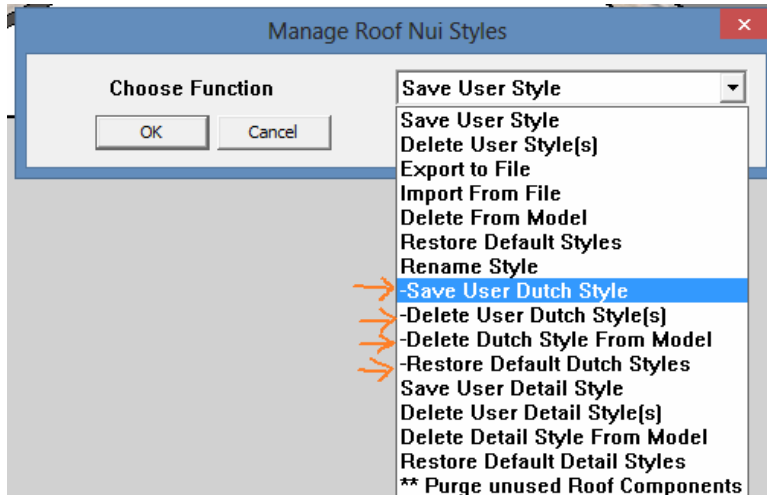 Manage Roof Nui Styles
×
Choose Function
Save User Style
OK
Cancel
Save User Style
Delete User Style(s)
Export to File
Import From File
Delete From Model
Restore Default Styles
Rename Style
-Save User Dutch Style
-Delete User Dutch Style(s)
-Delete Dutch Style From Model
-Restore Default Dutch Styles
Save User Detail Style
Delete User Detail Style(s)
Delete Detail Style From Model
Restore Default Detail Styles
** Purge unused Roof Components